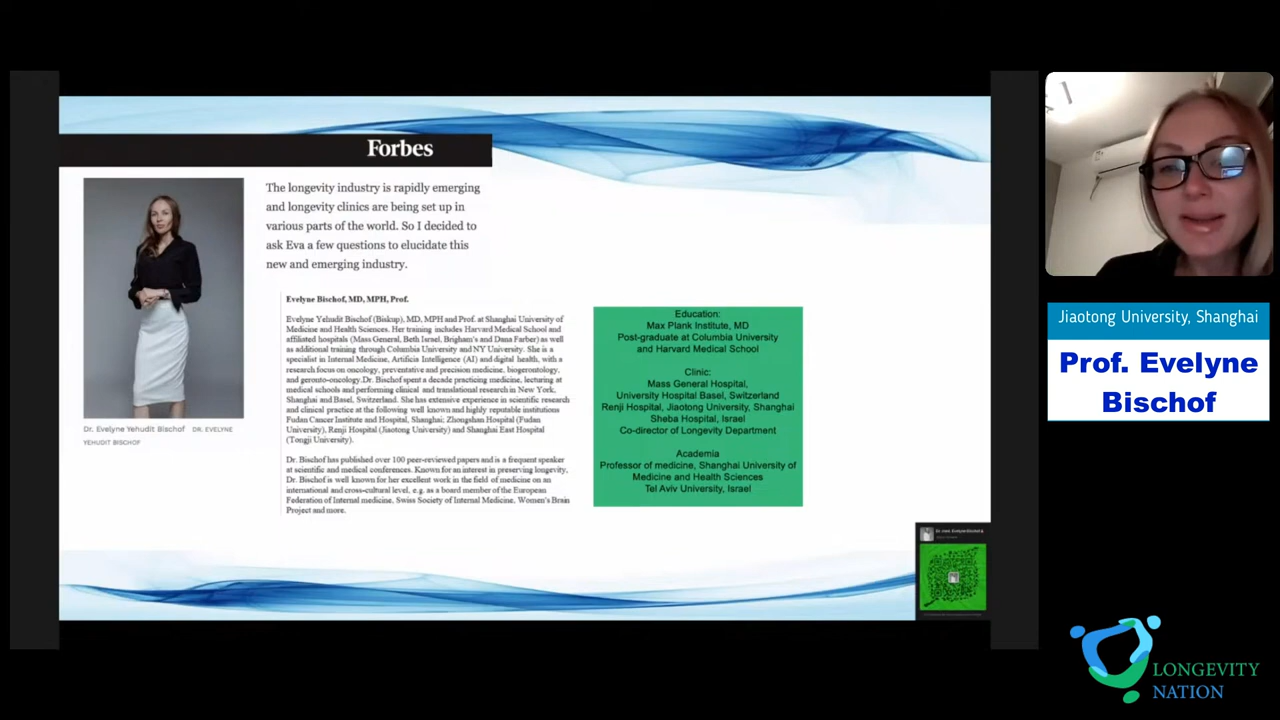 Forbes
The longevity industry is rapidly emerging
and longevity clinics are being set up in
various parts of the world. So I decided to
ask Eva a few questions to elucidate this
new and emerging industry.
Dr. Evelyne Yehudit Bischof DR. EVELYNE
YEHUDIT BISCHOF
Evelyne Bischof, MD, MPH, Prof.
Evelyne Yehudit Bischof (Biskup), MD, MPH and Prof. at Shanghai University of
Medicine and Health Sciences. Her training includes Harvard Medical School and
affiliated hospitals (Mass General, Beth Israel, Brigham's and Dana Farber) as well
as additional training through Columbia University and NY University. She is a
specialist in Internal Medicine, Artificia Intelligence (AI) and digital health, with a
research focus on oncology, preventative and precision medicine, biogerontology,
and geronto-oncology.Dr. Bischof spent a decade practicing medicine, lecturing at
medical schools and performing clinical and translational research in New York,
Shanghai and Basel, Switzerland. She has extensive experience in scientific research
and clinical practice at the following well known and highly reputable institutions
Fudan Cancer Institute and Hospital, Shanghai; Zhongshan Hospital (Fudan
University), Renji Hospital (Jiaotong University) and Shanghai East Hospital
(Tongji University).
Dr. Bischof has published over 100 peer-reviewed papers and is a frequent speaker
at scientific and medical conferences. Known for an interest in preserving longevity,
Dr. Bischof is well known for her excellent work in the field of medicine on an
international and cross-cultural level, e.g. as a board member of the European
Federation of Internal medicine, Swiss Society of Internal Medicine, Women's Brain
Project and more.
Education:
Max Plank Institute, MD
Post-graduate at Columbia University
and Harvard Medical School
Clinic:
Mass General Hospital,
University Hospital Basel, Switzerland
Renji Hospital, Jiaotong University, Shanghai
Sheba Hospital, Israel
Co-director of Longevity Department
Academia
Professor of medicine, Shanghai University of
Medicine and Health Sciences
Tel Aviv University, Israel
Jiaotong University, Shanghai
Prof. Evelyne
Bischof
LONGEVITY
NATION